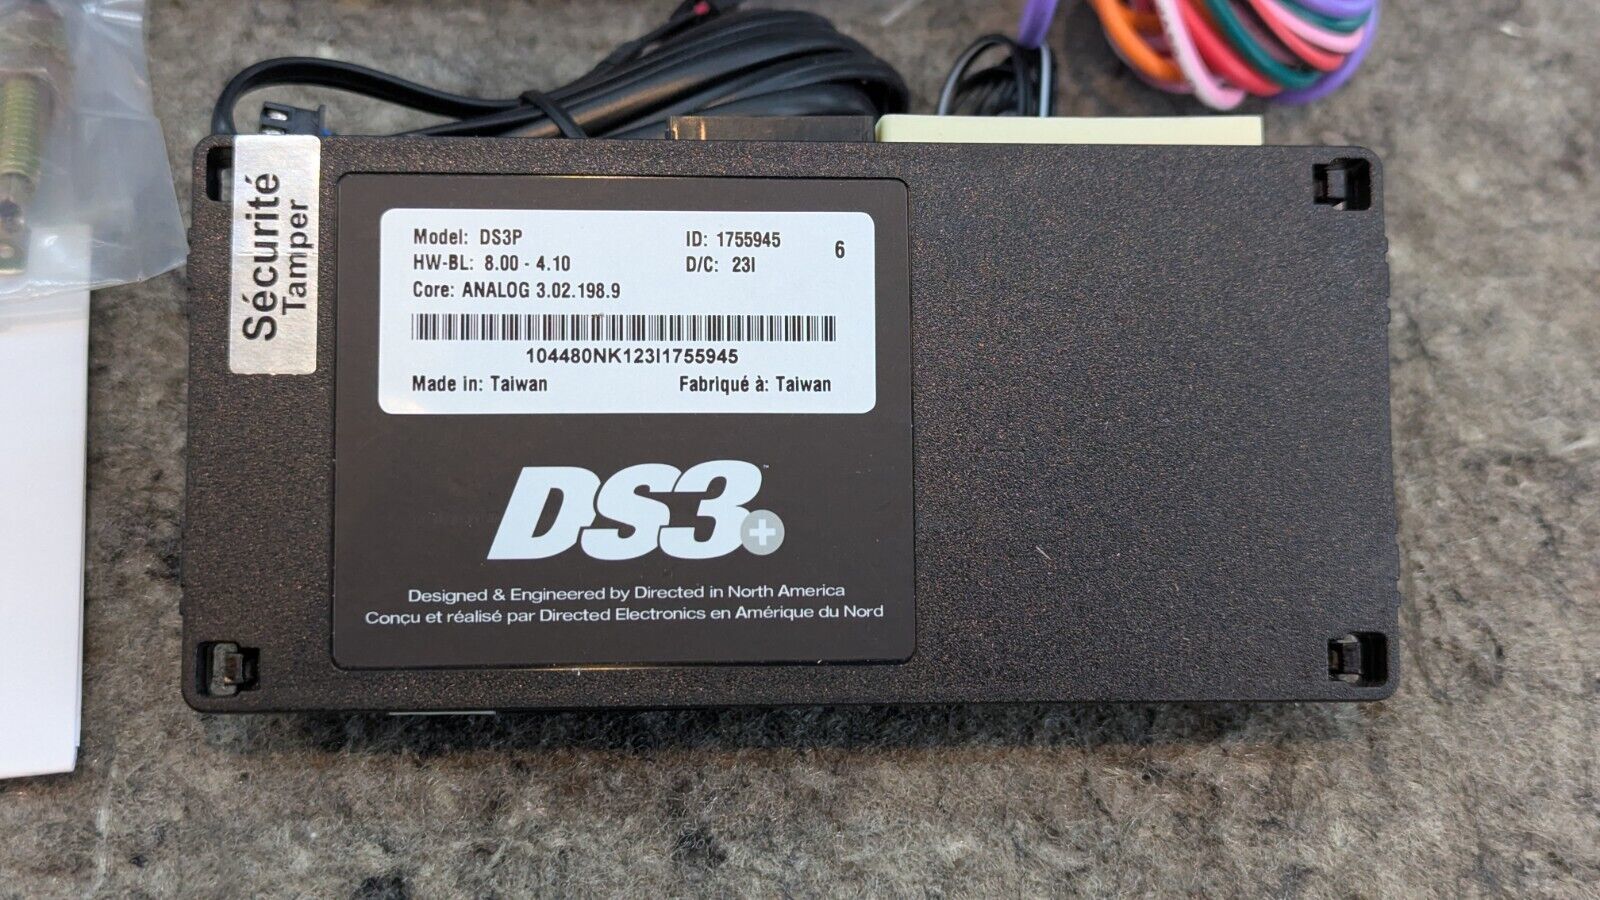 Sécurité
Tamper
Model: DS3P
ID: 1755945
6
HW-BL: 8.00 - 4.10
D/C: 23I
Core: ANALOG 3.02.198.9
104480NK123I1755945
Made in: Taiwan
Fabriqué à: Taiwan
DS3+™
Designed & Engineered by Directed in North America
Conçu et réalisé par Directed Electronics en Amérique du Nord